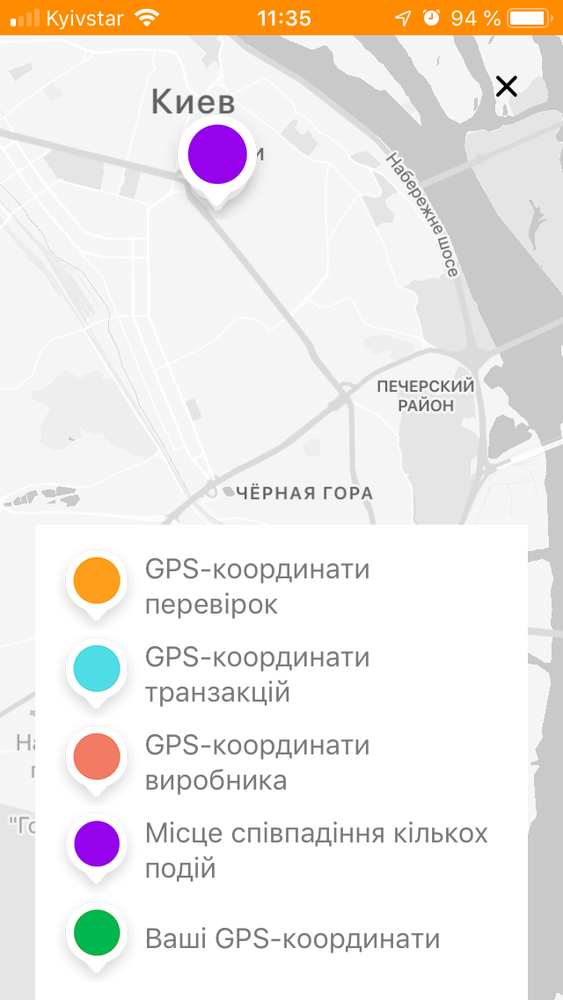 Kyivstar 11:35 94 %
Киев
Набережне шосе
ПЕЧЕРСКИЙ
РАЙОН
ЧЁРНАЯ ГОРА
GPS-координати
перевірок
GPS-координати
транзакцій
GPS-координати
виробника
Місце співпадіння кількох
подій
Ваші GPS-координати